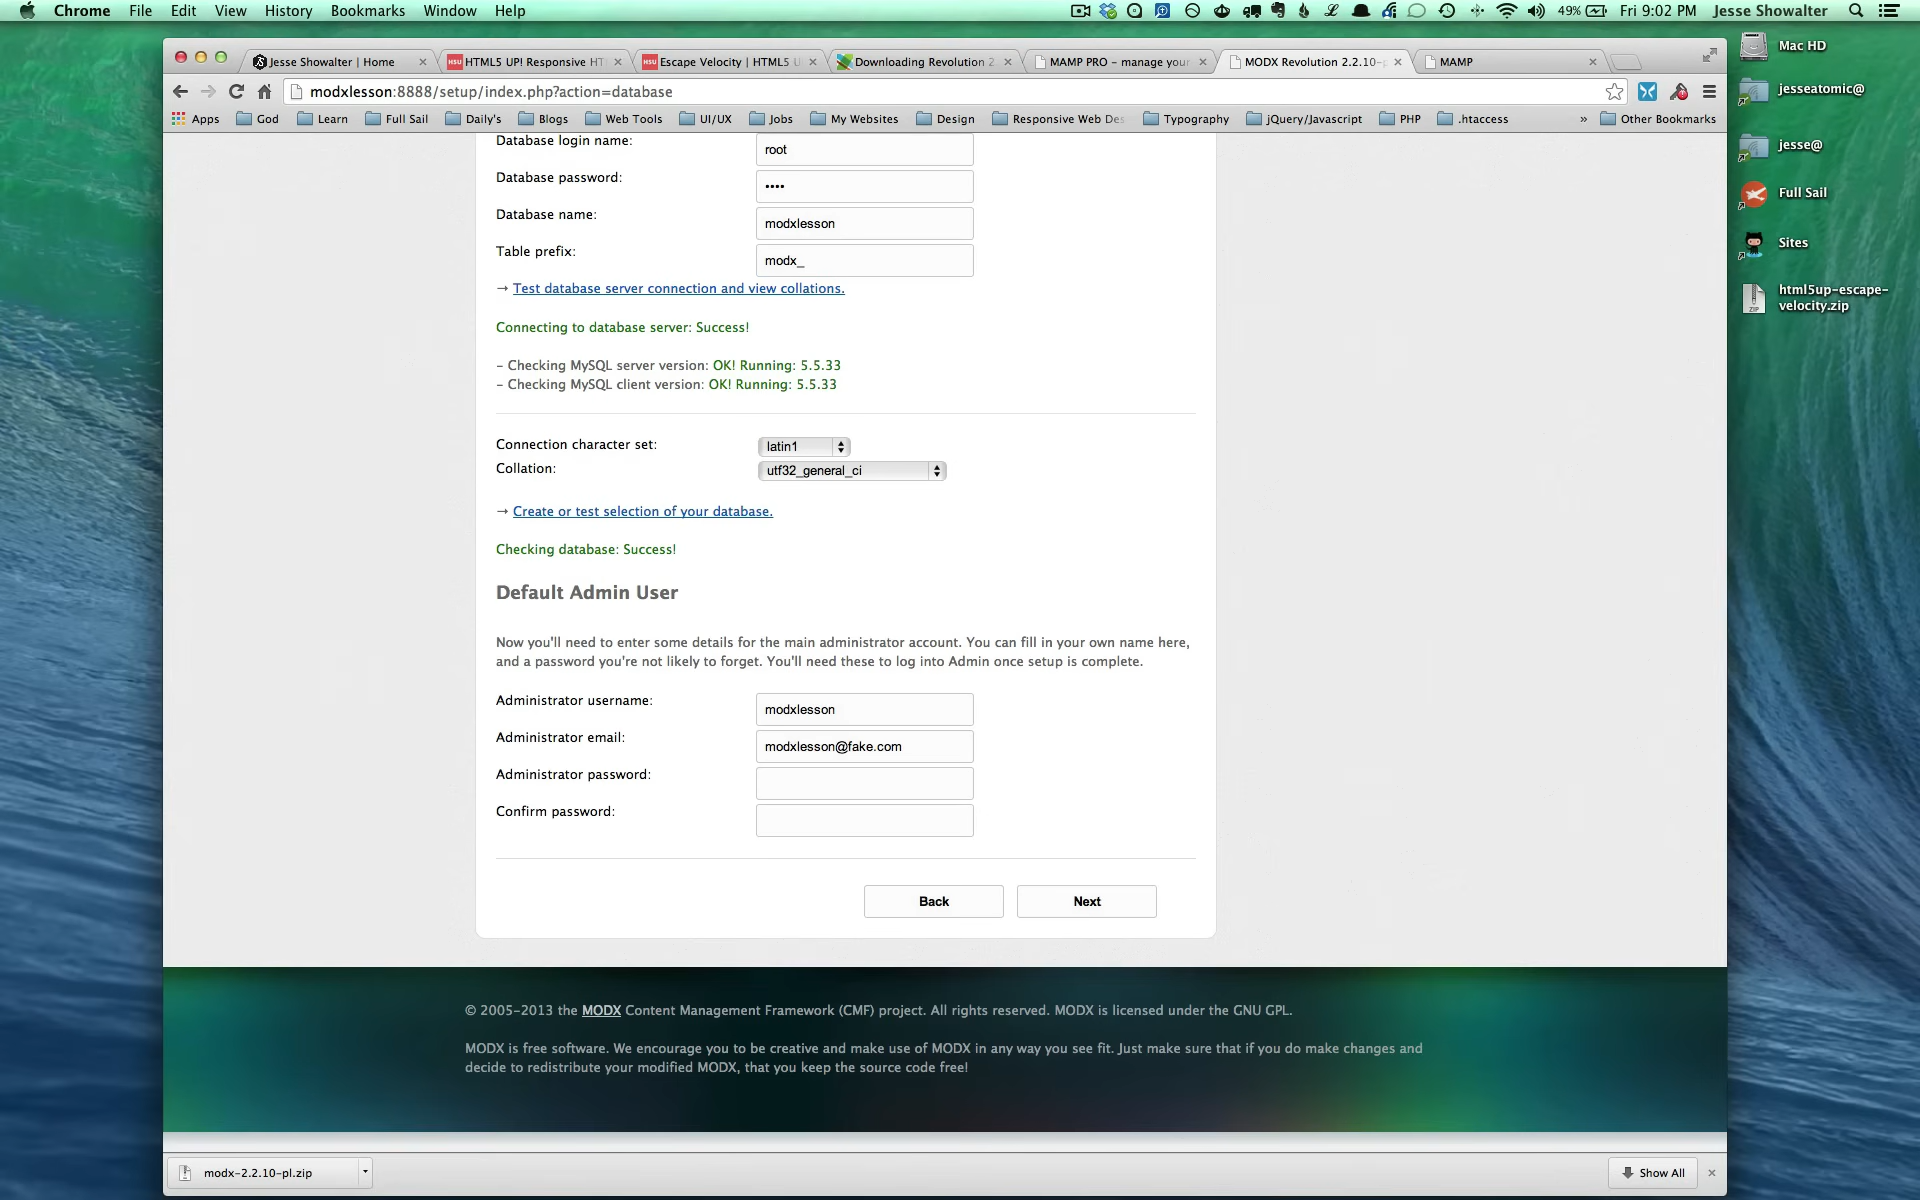 Chrome File Edit View History Bookmarks Window Help 49% Fri 9:02 PM Jesse Showalter
Jesse Showalter | Home
HTML5 UP! Responsive HT
Escape Velocity | HTML5 U
Downloading Revolution 2
MAMP PRO – manage your
MODX Revolution 2.2.10-p
MAMP
modxlesson:8888/setup/index.php?action=database
Apps God Learn Full Sail Daily's Blogs Web Tools UI/UX Jobs My Websites Design Responsive Web Des Typography jQuery/Javascript PHP .htaccess » Other Bookmarks
Database login name: root
Database password: ••••
Database name: modxlesson
Table prefix: modx_
→ Test database server connection and view collations.
Connecting to database server: Success!
– Checking MySQL server version: OK! Running: 5.5.33
– Checking MySQL client version: OK! Running: 5.5.33
Connection character set: latin1
Collation: utf32_general_ci
→ Create or test selection of your database.
Checking database: Success!
Default Admin User
Now you'll need to enter some details for the main administrator account. You can fill in your own name here,
and a password you're not likely to forget. You'll need these to log into Admin once setup is complete.
Administrator username: modxlesson
Administrator email: modxlesson@fake.com
Administrator password:
Confirm password:
Back Next
© 2005–2013 the MODX Content Management Framework (CMF) project. All rights reserved. MODX is licensed under the GNU GPL.
MODX is free software. We encourage you to be creative and make use of MODX in any way you see fit. Just make sure that if you do make changes and
decide to redistribute your modified MODX, that you keep the source code free!
modx-2.2.10-pl.zip
Show All
Mac HD
jesseatomic@
jesse@
Full Sail
Sites
ZIP
html5up-escape-
velocity.zip